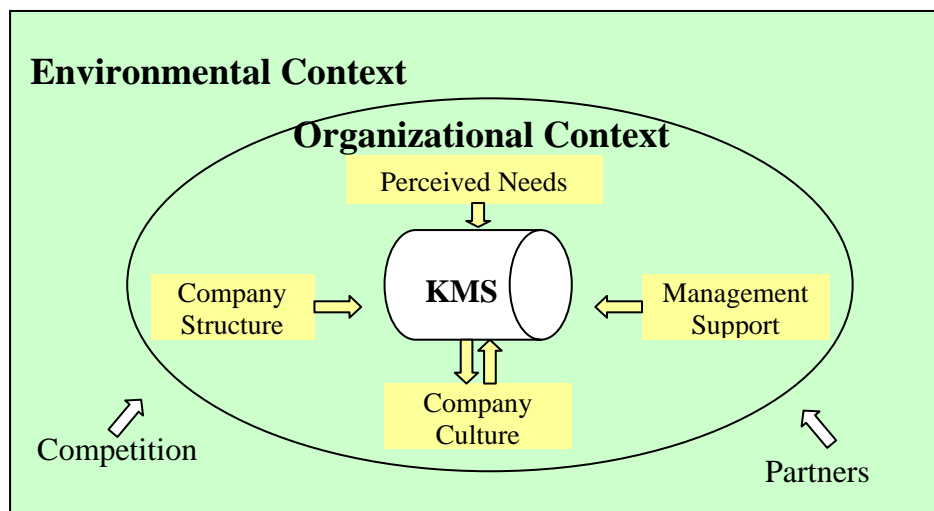 Environmental Context
Organizational Context
Perceived Needs
Company
Structure
KMS
Management
Support
Company
Culture
Competition
Partners